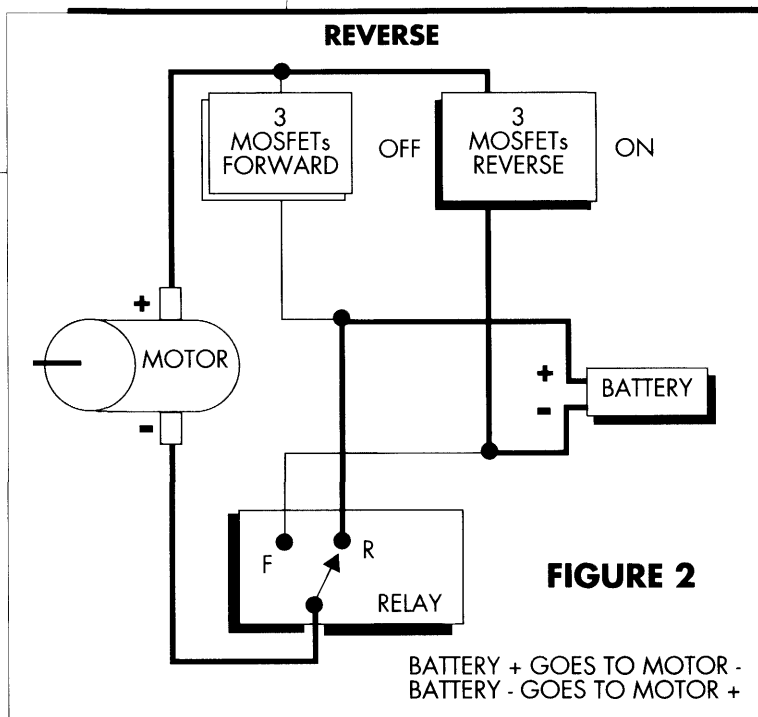 REVERSE
3
MOSFETs
FORWARD
OFF
3
MOSFETs
REVERSE
ON
+
MOTOR
-
+
-
BATTERY
F
R
RELAY
FIGURE 2
BATTERY + GOES TO MOTOR -
BATTERY - GOES TO MOTOR +